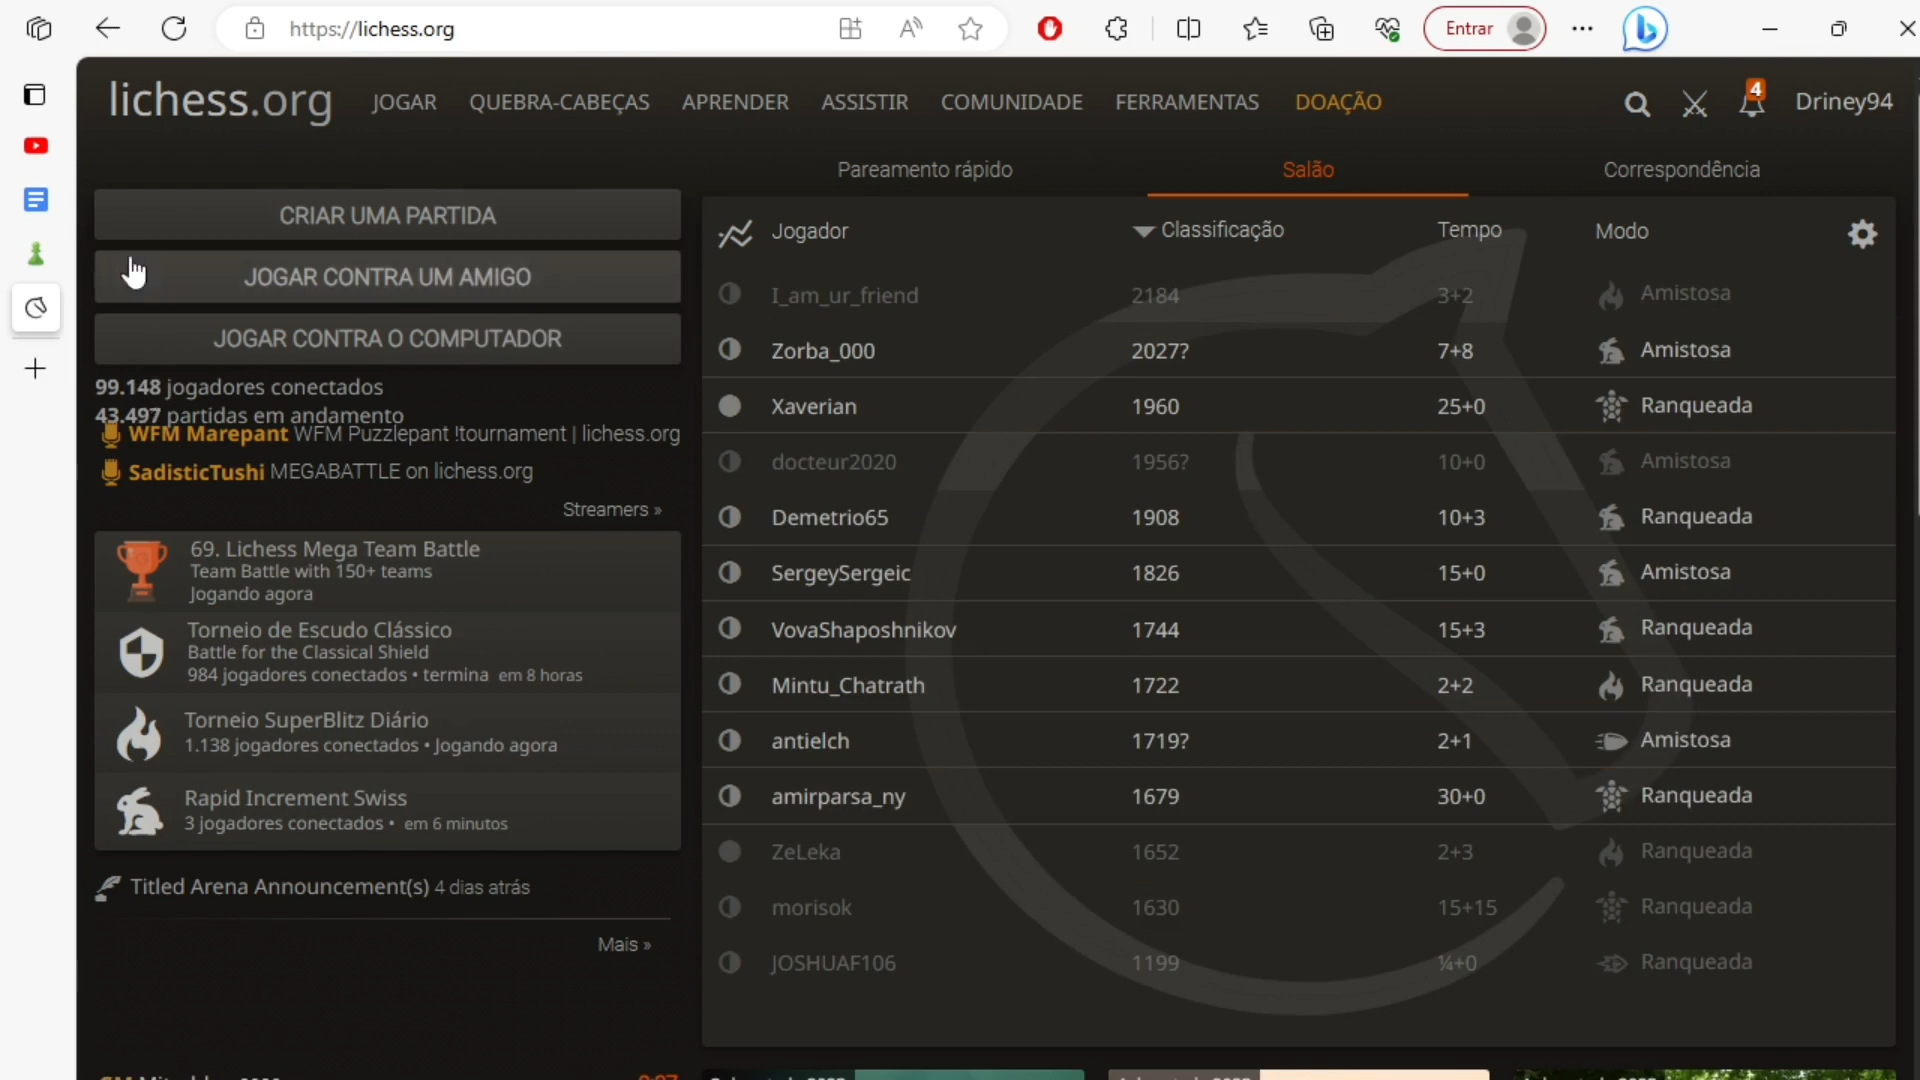 https://lichess.org
Entrar
lichess.org JOGAR QUEBRA-CABEÇAS APRENDER ASSISTIR COMUNIDADE FERRAMENTAS DOAÇÃO 4 Driney94
Pareamento rápido Salão Correspondência
CRIAR UMA PARTIDA
JOGAR CONTRA UM AMIGO
JOGAR CONTRA O COMPUTADOR
99.148 jogadores conectados
43.497 partidas em andamento
WFM Marepant WFM Puzzlepant !tournament | lichess.org
SadisticTushi MEGABATTLE on lichess.org
Streamers »
69. Lichess Mega Team Battle
Team Battle with 150+ teams
Jogando agora
Torneio de Escudo Clássico
Battle for the Classical Shield
984 jogadores conectados • termina em 8 horas
Torneio SuperBlitz Diário
1.138 jogadores conectados • Jogando agora
Rapid Increment Swiss
3 jogadores conectados • em 6 minutos
Titled Arena Announcement(s) 4 dias atrás
Mais »
Jogador Classificação Tempo Modo
I_am_ur_friend 2184 3+2 Amistosa
Zorba_000 2027? 7+8 Amistosa
Xaverian 1960 25+0 Ranqueada
docteur2020 1956? 10+0 Amistosa
Demetrio65 1908 10+3 Ranqueada
SergeySergeic 1826 15+0 Amistosa
VovaShaposhnikov 1744 15+3 Ranqueada
Mintu_Chatrath 1722 2+2 Ranqueada
antielch 1719? 2+1 Amistosa
amirparsa_ny 1679 30+0 Ranqueada
ZeLeka 1652 2+3 Ranqueada
morisok 1630 15+15 Ranqueada
JOSHUAF106 1199 ¼+0 Ranqueada